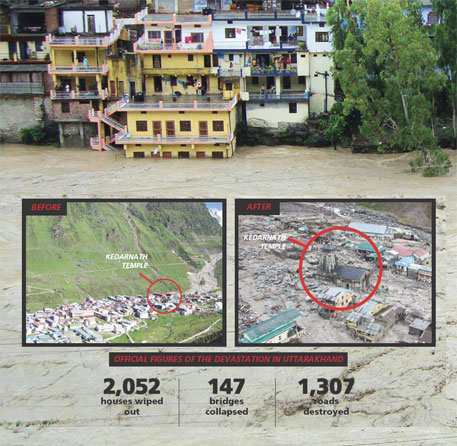 BEFORE
KEDARNATH
TEMPLE
AFTER
KEDARNATH
TEMPLE
OFFICIAL FIGURES OF THE DEVASTATION IN UTTARAKHAND
2,052
houses wiped
out
147
bridges
collapsed
1,307
roads
destroyed